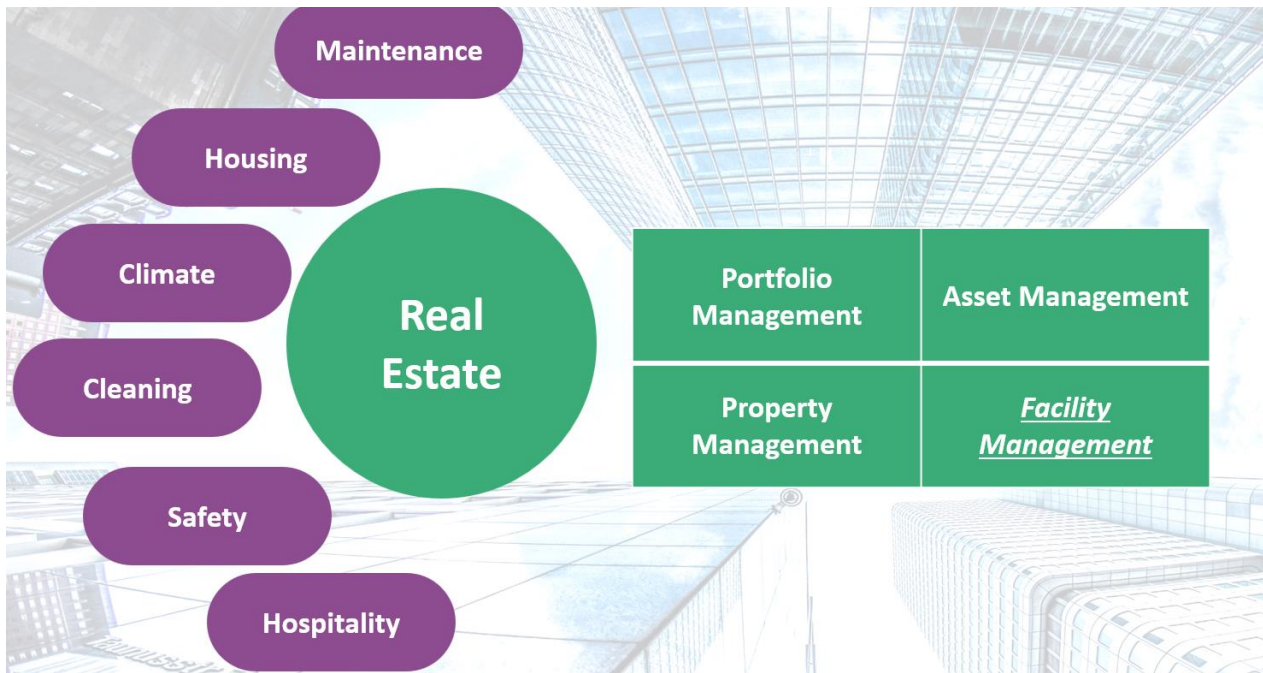 Maintenance
Housing
Climate
Cleaning
Safety
Hospitality
Real
Estate
Portfolio
Management
Asset Management
Property
Management
Facility
Management